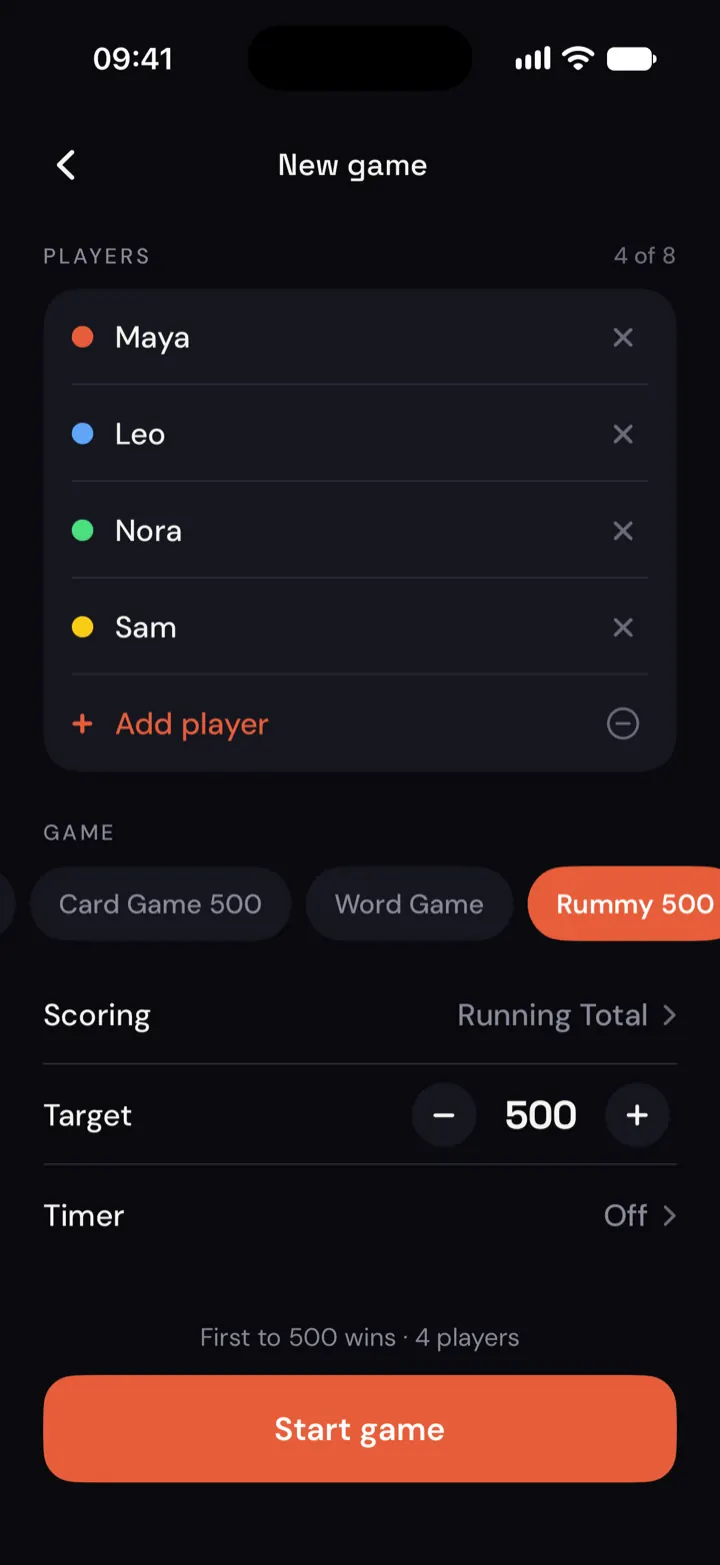 09:41
New game
PLAYERS 4 of 8
Maya
Leo
Nora
Sam
+ Add player
GAME
Card Game 500 Word Game Rummy 500
Scoring Running Total
Target − 500 +
Timer Off
First to 500 wins · 4 players
Start game